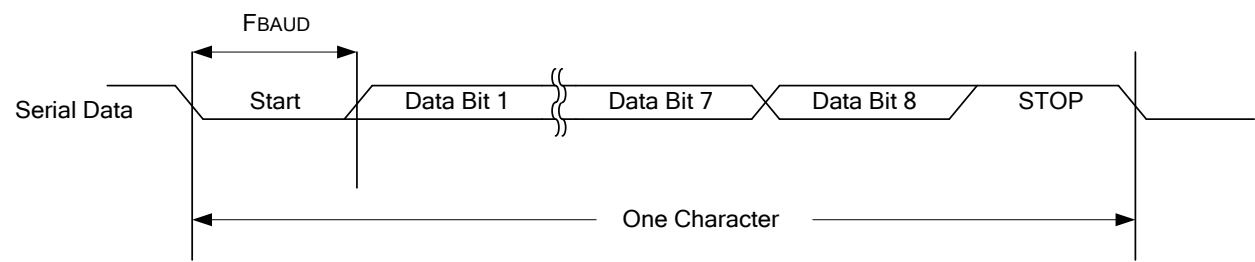 FBAUD
Serial Data Start Data Bit 1 Data Bit 7 Data Bit 8 STOP
One Character